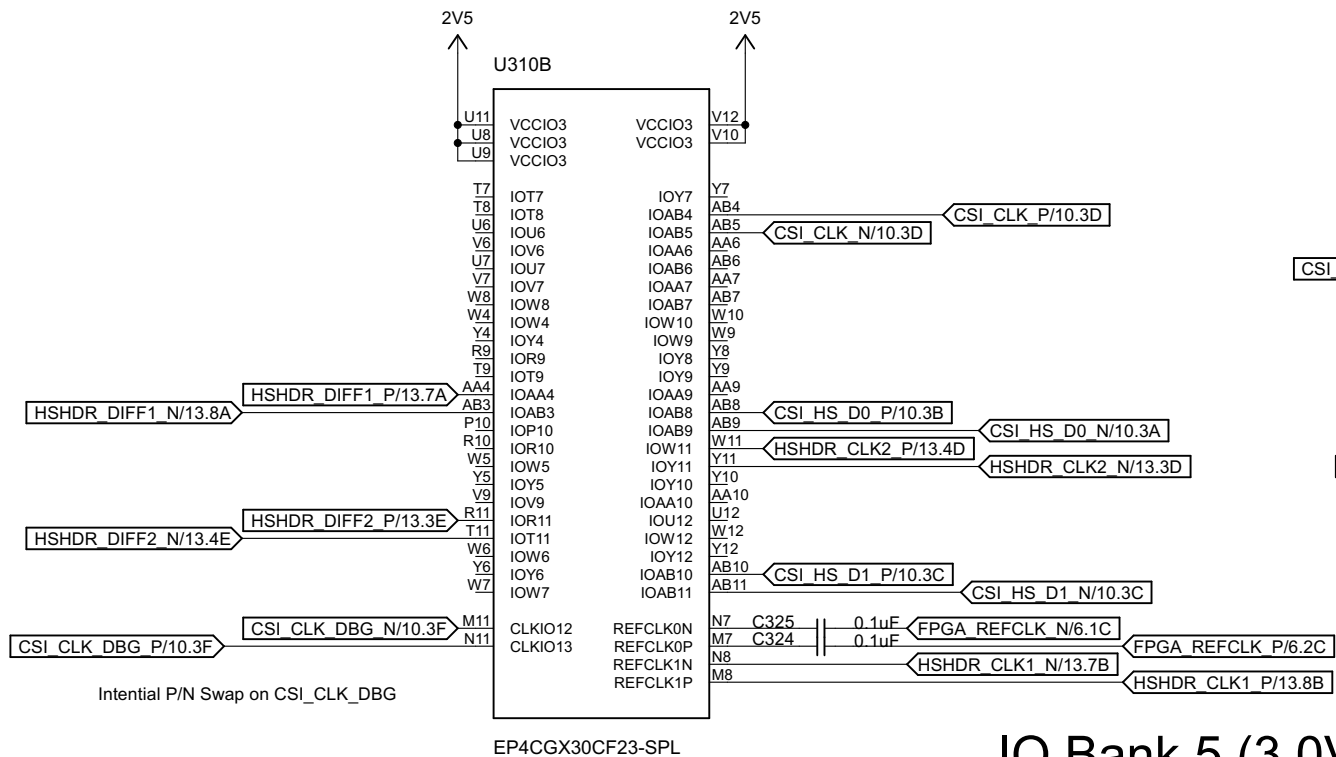 2V5 2V5
U310B
U11 VCCIO3 VCCIO3 V12
U8 VCCIO3 VCCIO3 V10
U9 VCCIO3
T7 IOT7 IOY7 Y7
T8 IOT8 IOAB4 AB4 CSI_CLK_P/10.3D
U6 IOU6 IOAB5 AB5 CSI_CLK_N/10.3D
V6 IOV6 IOAA6 AA6
U7 IOU7 IOAB6 AB6
V7 IOV7 IOAA7 AA7 CSI_
W8 IOW8 IOAB7 AB7
W4 IOW4 IOW10 W10
Y4 IOY4 IOW9 W9
R9 IOR9 IOY8 Y8
T9 IOT9 IOY9 Y9
HSHDR_DIFF1_P/13.7A AA4 IOAA4 IOAA9 AA9
HSHDR_DIFF1_N/13.8A AB3 IOAB3 IOAB8 AB8 CSI_HS_D0_P/10.3B
P10 IOP10 IOAB9 AB9 CSI_HS_D0_N/10.3A
R10 IOR10 IOW11 W11 HSHDR_CLK2_P/13.4D
W5 IOW5 IOY11 Y11 HSHDR_CLK2_N/13.3D
Y5 IOY5 IOY10 Y10
V9 IOV9 IOAA10 AA10
HSHDR_DIFF2_P/13.3E R11 IOR11 IOU12 U12
HSHDR_DIFF2_N/13.4E T11 IOT11 IOW12 W12
W6 IOW6 IOY12 Y12
Y6 IOY6 IOAB10 AB10 CSI_HS_D1_P/10.3C
W7 IOW7 IOAB11 AB11 CSI_HS_D1_N/10.3C
CSI_CLK_DBG_N/10.3F M11 CLKIO12 REFCLK0N N7 C325 0.1uF FPGA_REFCLK_N/6.1C
CSI_CLK_DBG_P/10.3F N11 CLKIO13 REFCLK0P M7 C324 0.1uF FPGA_REFCLK_P/6.2C
REFCLK1N N8 HSHDR_CLK1_N/13.7B
REFCLK1P M8 HSHDR_CLK1_P/13.8B
Intential P/N Swap on CSI_CLK_DBG
EP4CGX30CF23-SPL
IO Bank 5 (3.0V